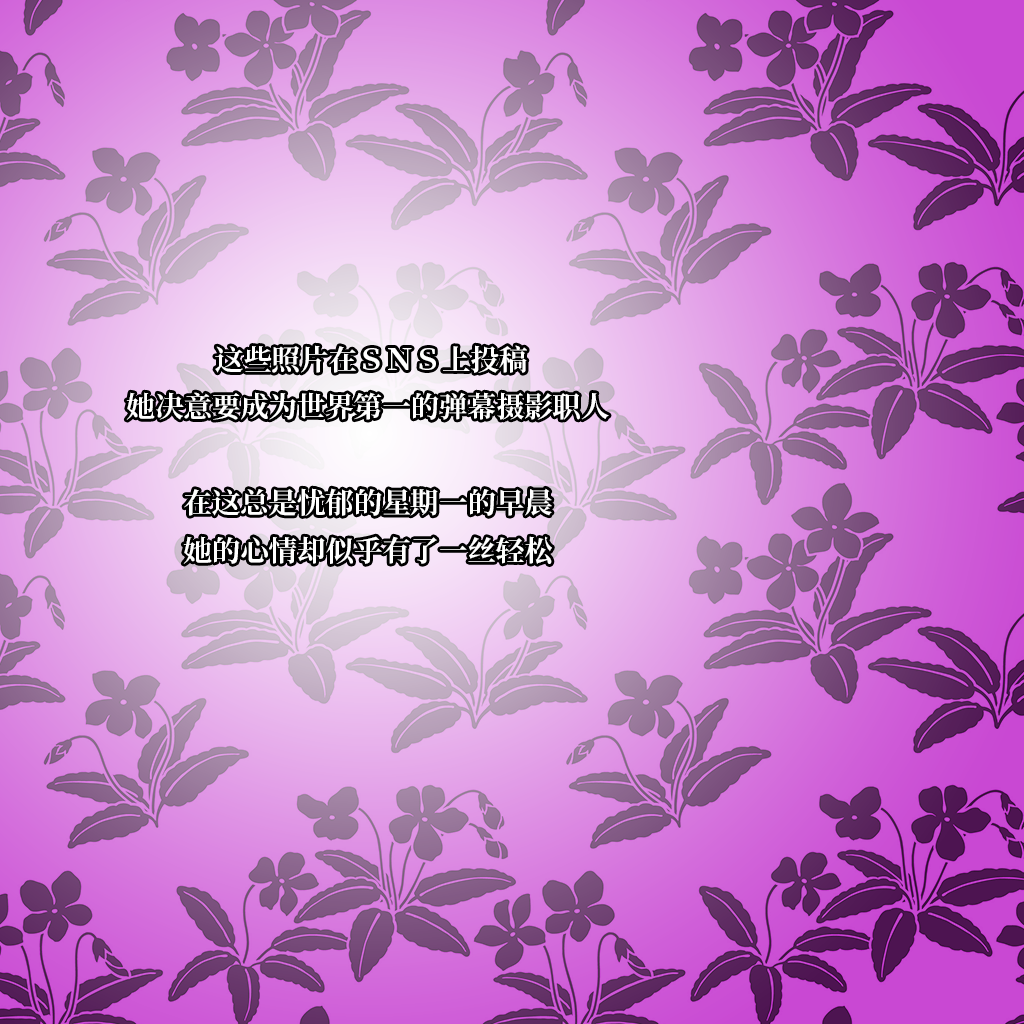 这些照片在ＳＮＳ上投稿
她决意要成为世界第一的弹幕摄影职人
在这总是忧郁的星期一的早晨
她的心情却似乎有了一丝轻松